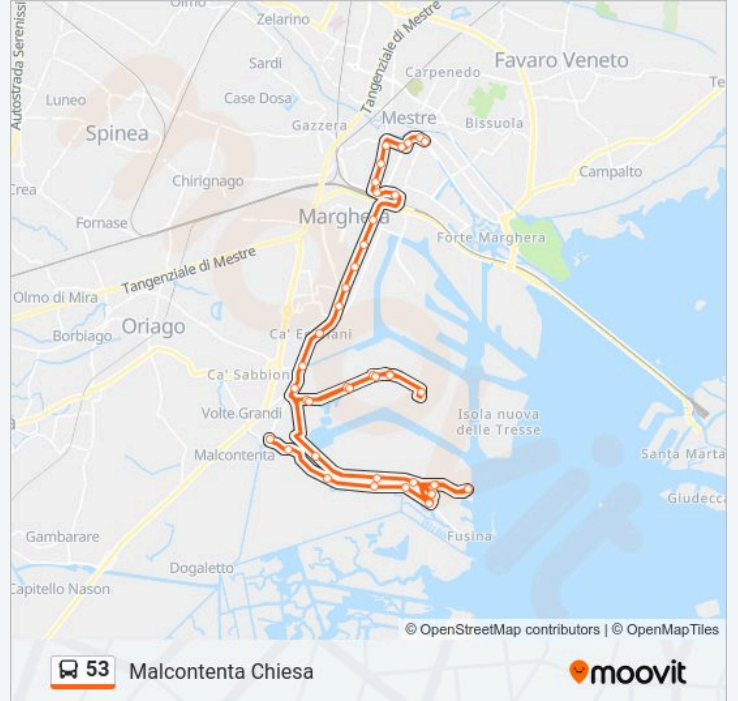 Olmo
Zelarino
Tangenziale di Mestre
Autostrada Serenissi
Favaro Veneto
Sardi
Carpenedo
Luneo
Case Dosa
Mestre
Te
Gazzera
Bissuola
Spinea
Crea
Chirignago
Campalto
Fornase
Marghera
Forte Marghera
Tangenziale di Mestre
Olmo di Mira
Borbiago
Oriago
Ca' E
iani
Ca' Sabbion
Volte Grandi
Isola nuova
delle Tresse
Malcontenta
Santa Marta
Giudecca
Gambarare
Fusina
Dogaletto
Capitello Nason
© OpenStreetMap contributors | © OpenMapTiles
53 Malcontenta Chiesa
moovit